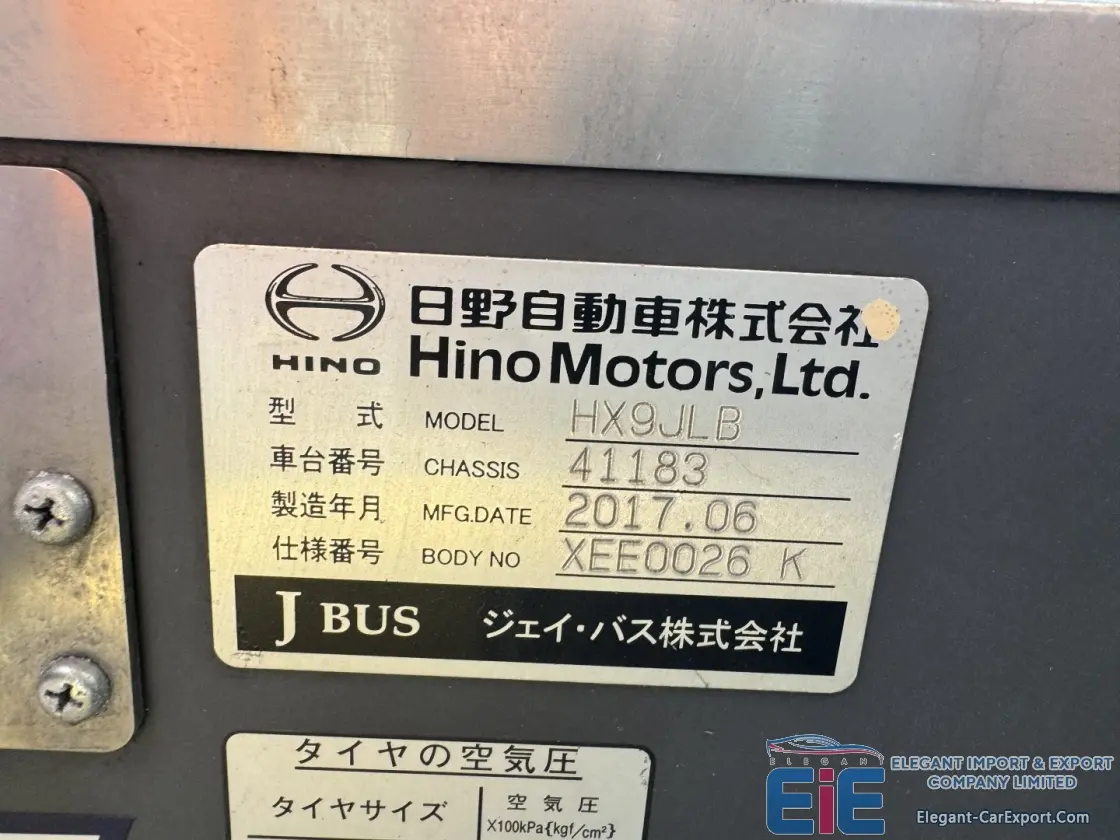 日野自動車株式会社
HINO
Hino Motors, Ltd.
型 式 MODEL HX9JLB
車台番号 CHASSIS 41183
製造年月 MFG.DATE 2017.06
仕様番号 BODY NO XEE0026 K
J BUS ジェイ・バス株式会社
タイヤの空気圧
タイヤサイズ 空気圧
X100kPa{kgf/cm²}
ELEGANT
EiE
ELEGANT IMPORT & EXPORT
COMPANY LIMITED
Elegant-CarExport.Com